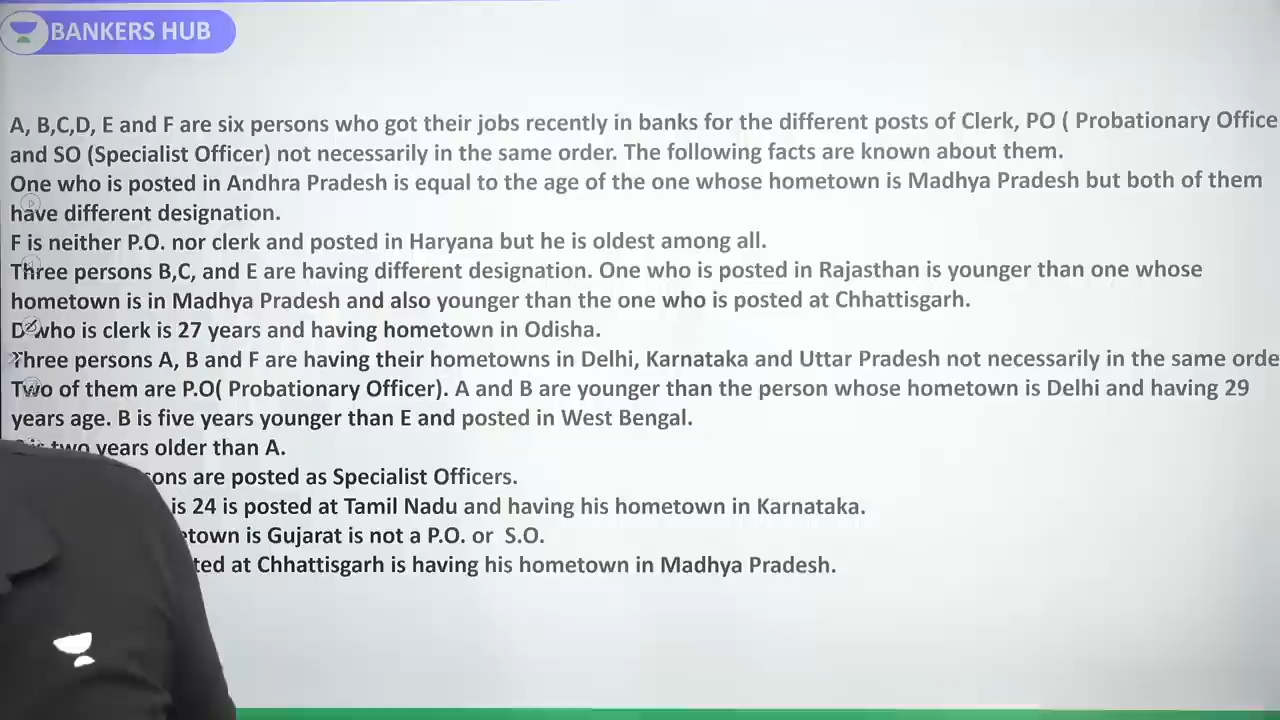 BANKERS HUB
A, B,C,D, E and F are six persons who got their jobs recently in banks for the different posts of Clerk, PO ( Probationary Office
and SO (Specialist Officer) not necessarily in the same order. The following facts are known about them.
One who is posted in Andhra Pradesh is equal to the age of the one whose hometown is Madhya Pradesh but both of them
have different designation.
F is neither P.O. nor clerk and posted in Haryana but he is oldest among all.
Three persons B,C, and E are having different designation. One who is posted in Rajasthan is younger than one whose
hometown is in Madhya Pradesh and also younger than the one who is posted at Chhattisgarh.
D who is clerk is 27 years and having hometown in Odisha.
Three persons A, B and F are having their hometowns in Delhi, Karnataka and Uttar Pradesh not necessarily in the same orde
Two of them are P.O( Probationary Officer). A and B are younger than the person whose hometown is Delhi and having 29
years age. B is five years younger than E and posted in West Bengal.
two years older than A.
ons are posted as Specialist Officers.
is 24 is posted at Tamil Nadu and having his hometown in Karnataka.
etown is Gujarat is not a P.O. or S.O.
ted at Chhattisgarh is having his hometown in Madhya Pradesh.